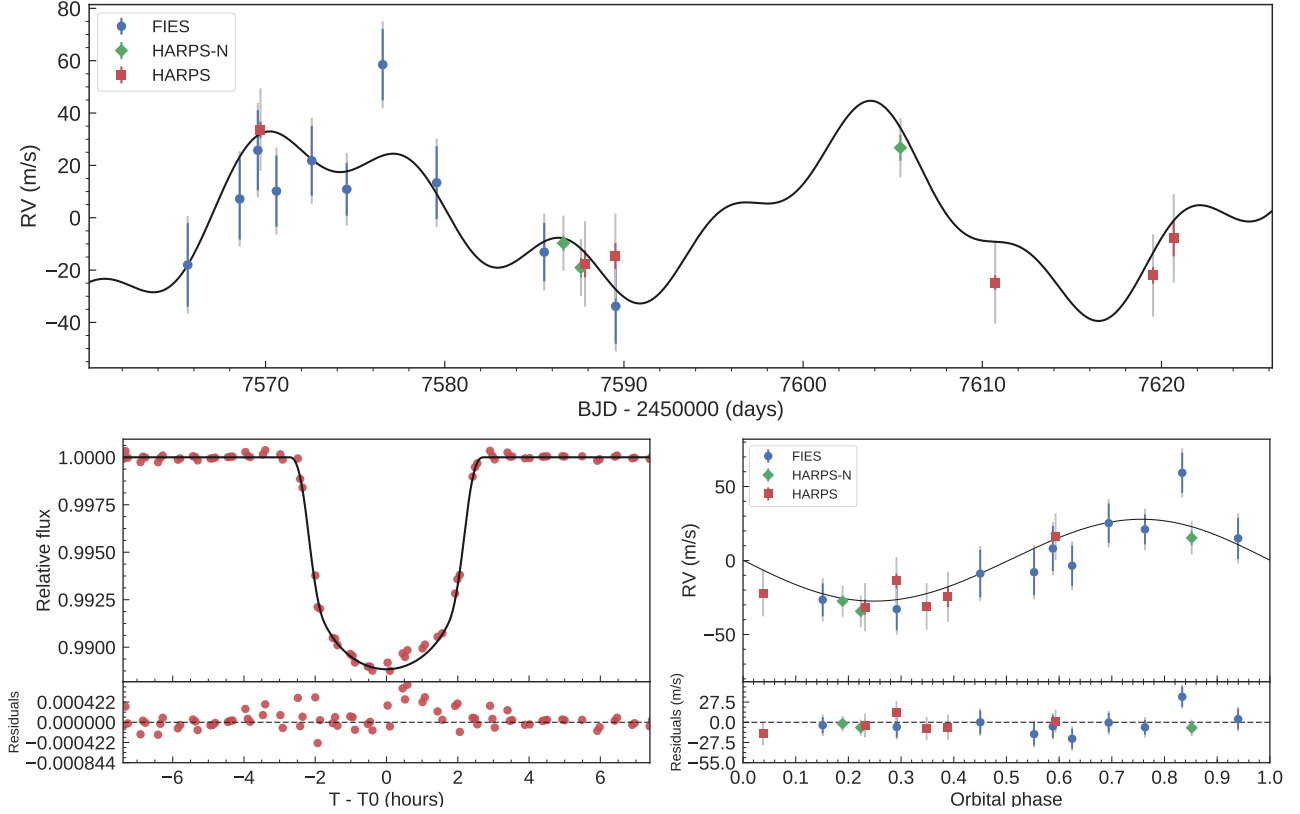 80
60
40
20
0
−20
−40
RV (m/s)
FIES
HARPS-N
HARPS
7570 7580 7590 7600 7610 7620
BJD - 2450000 (days)
1.0000
0.9975
0.9950
0.9925
0.9900
Relative flux
0.000422
0.000000
−0.000422
−0.000844
Residuals
−6 −4 −2 0 2 4 6
T - T0 (hours)
50
0
−50
RV (m/s)
FIES
HARPS-N
HARPS
27.5
0.0
−27.5
−55.0
Residuals (m/s)
0.0 0.1 0.2 0.3 0.4 0.5 0.6 0.7 0.8 0.9 1.0
Orbital phase